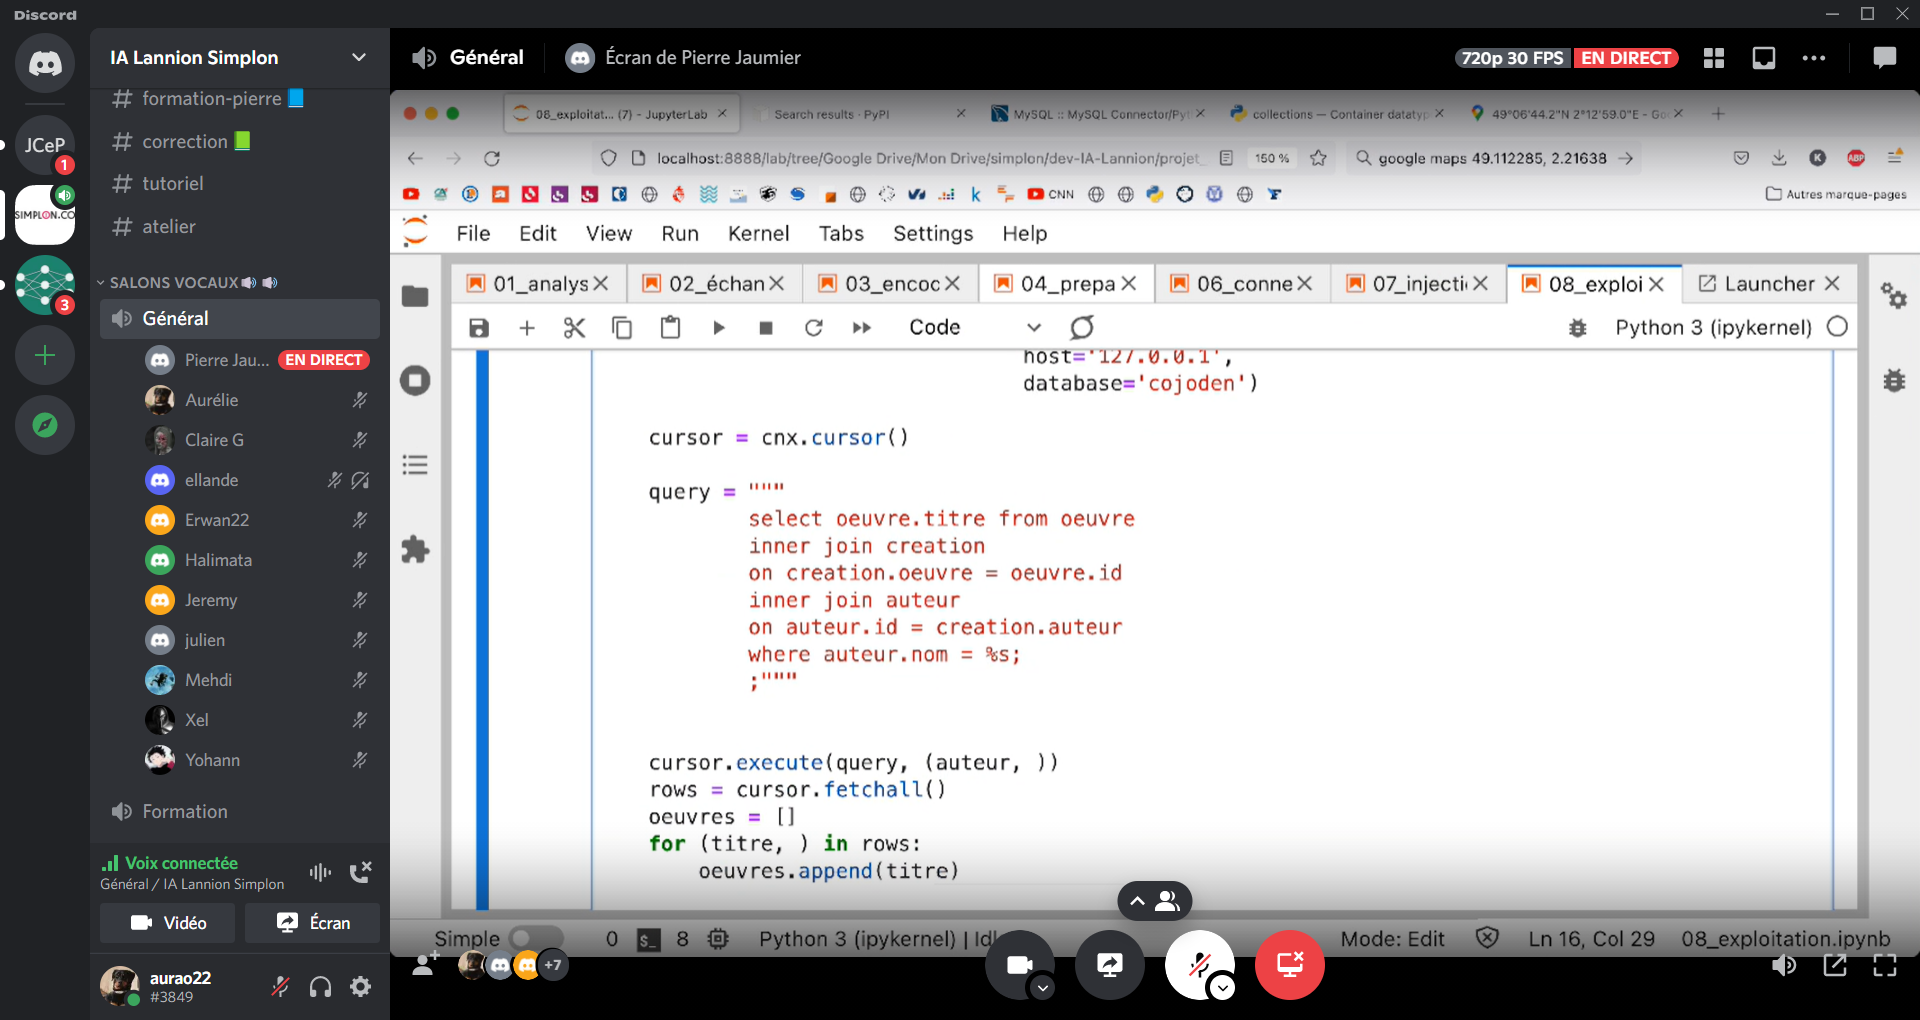 Discord
IA Lannion Simplon
formation-pierre
correction
tutoriel
atelier
SALONS VOCAUX
Général
Pierre Jau... EN DIRECT
Aurélie
Claire G
ellande
Erwan22
Halimata
Jeremy
julien
Mehdi
Xel
Yohann
Formation
Voix connectée
Général / IA Lannion Simplon
Vidéo
Écran
aurao22
#3849
JCeP
1
SIMPLON.CO
3
Général
Écran de Pierre Jaumier
720p 30 FPS EN DIRECT
08_exploitat... (7) - JupyterLab
Search results · PyPI
MySQL :: MySQL Connector/Pyt
collections — Container datatyp
49°06'44.2"N 2°12'59.0"E - Goo
localhost:8888/lab/tree/Google Drive/Mon Drive/simplon/dev-IA-Lannion/projet_
150 %
google maps 49.112285, 2.21638
K
ABP
k
CNN
Autres marque-pages
File Edit View Run Kernel Tabs Settings Help
01_analys
02_échan
03_encoc
04_prepa
06_conne
07_injecti
08_exploi
Launcher
Code
Python 3 (ipykernel)
host='127.0.0.1',
database='cojoden')
cursor = cnx.cursor()
query = """
select oeuvre.titre from oeuvre
inner join creation
on creation.oeuvre = oeuvre.id
inner join auteur
on auteur.id = creation.auteur
where auteur.nom = %s;
;"""
cursor.execute(query, (auteur, ))
rows = cursor.fetchall()
oeuvres = []
for (titre, ) in rows:
oeuvres.append(titre)
Simple
0
8
Python 3 (ipykernel) | Idl
Mode: Edit
Ln 16, Col 29
08_exploitation.ipynb
+7